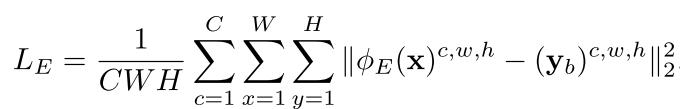 L_E = \frac{1}{CWH} \sum_{c=1}^{C} \sum_{x=1}^{W} \sum_{y=1}^{H} \|\phi_E(\mathbf{x})^{c,w,h} - (\mathbf{y}_b)^{c,w,h}\|_2^2.